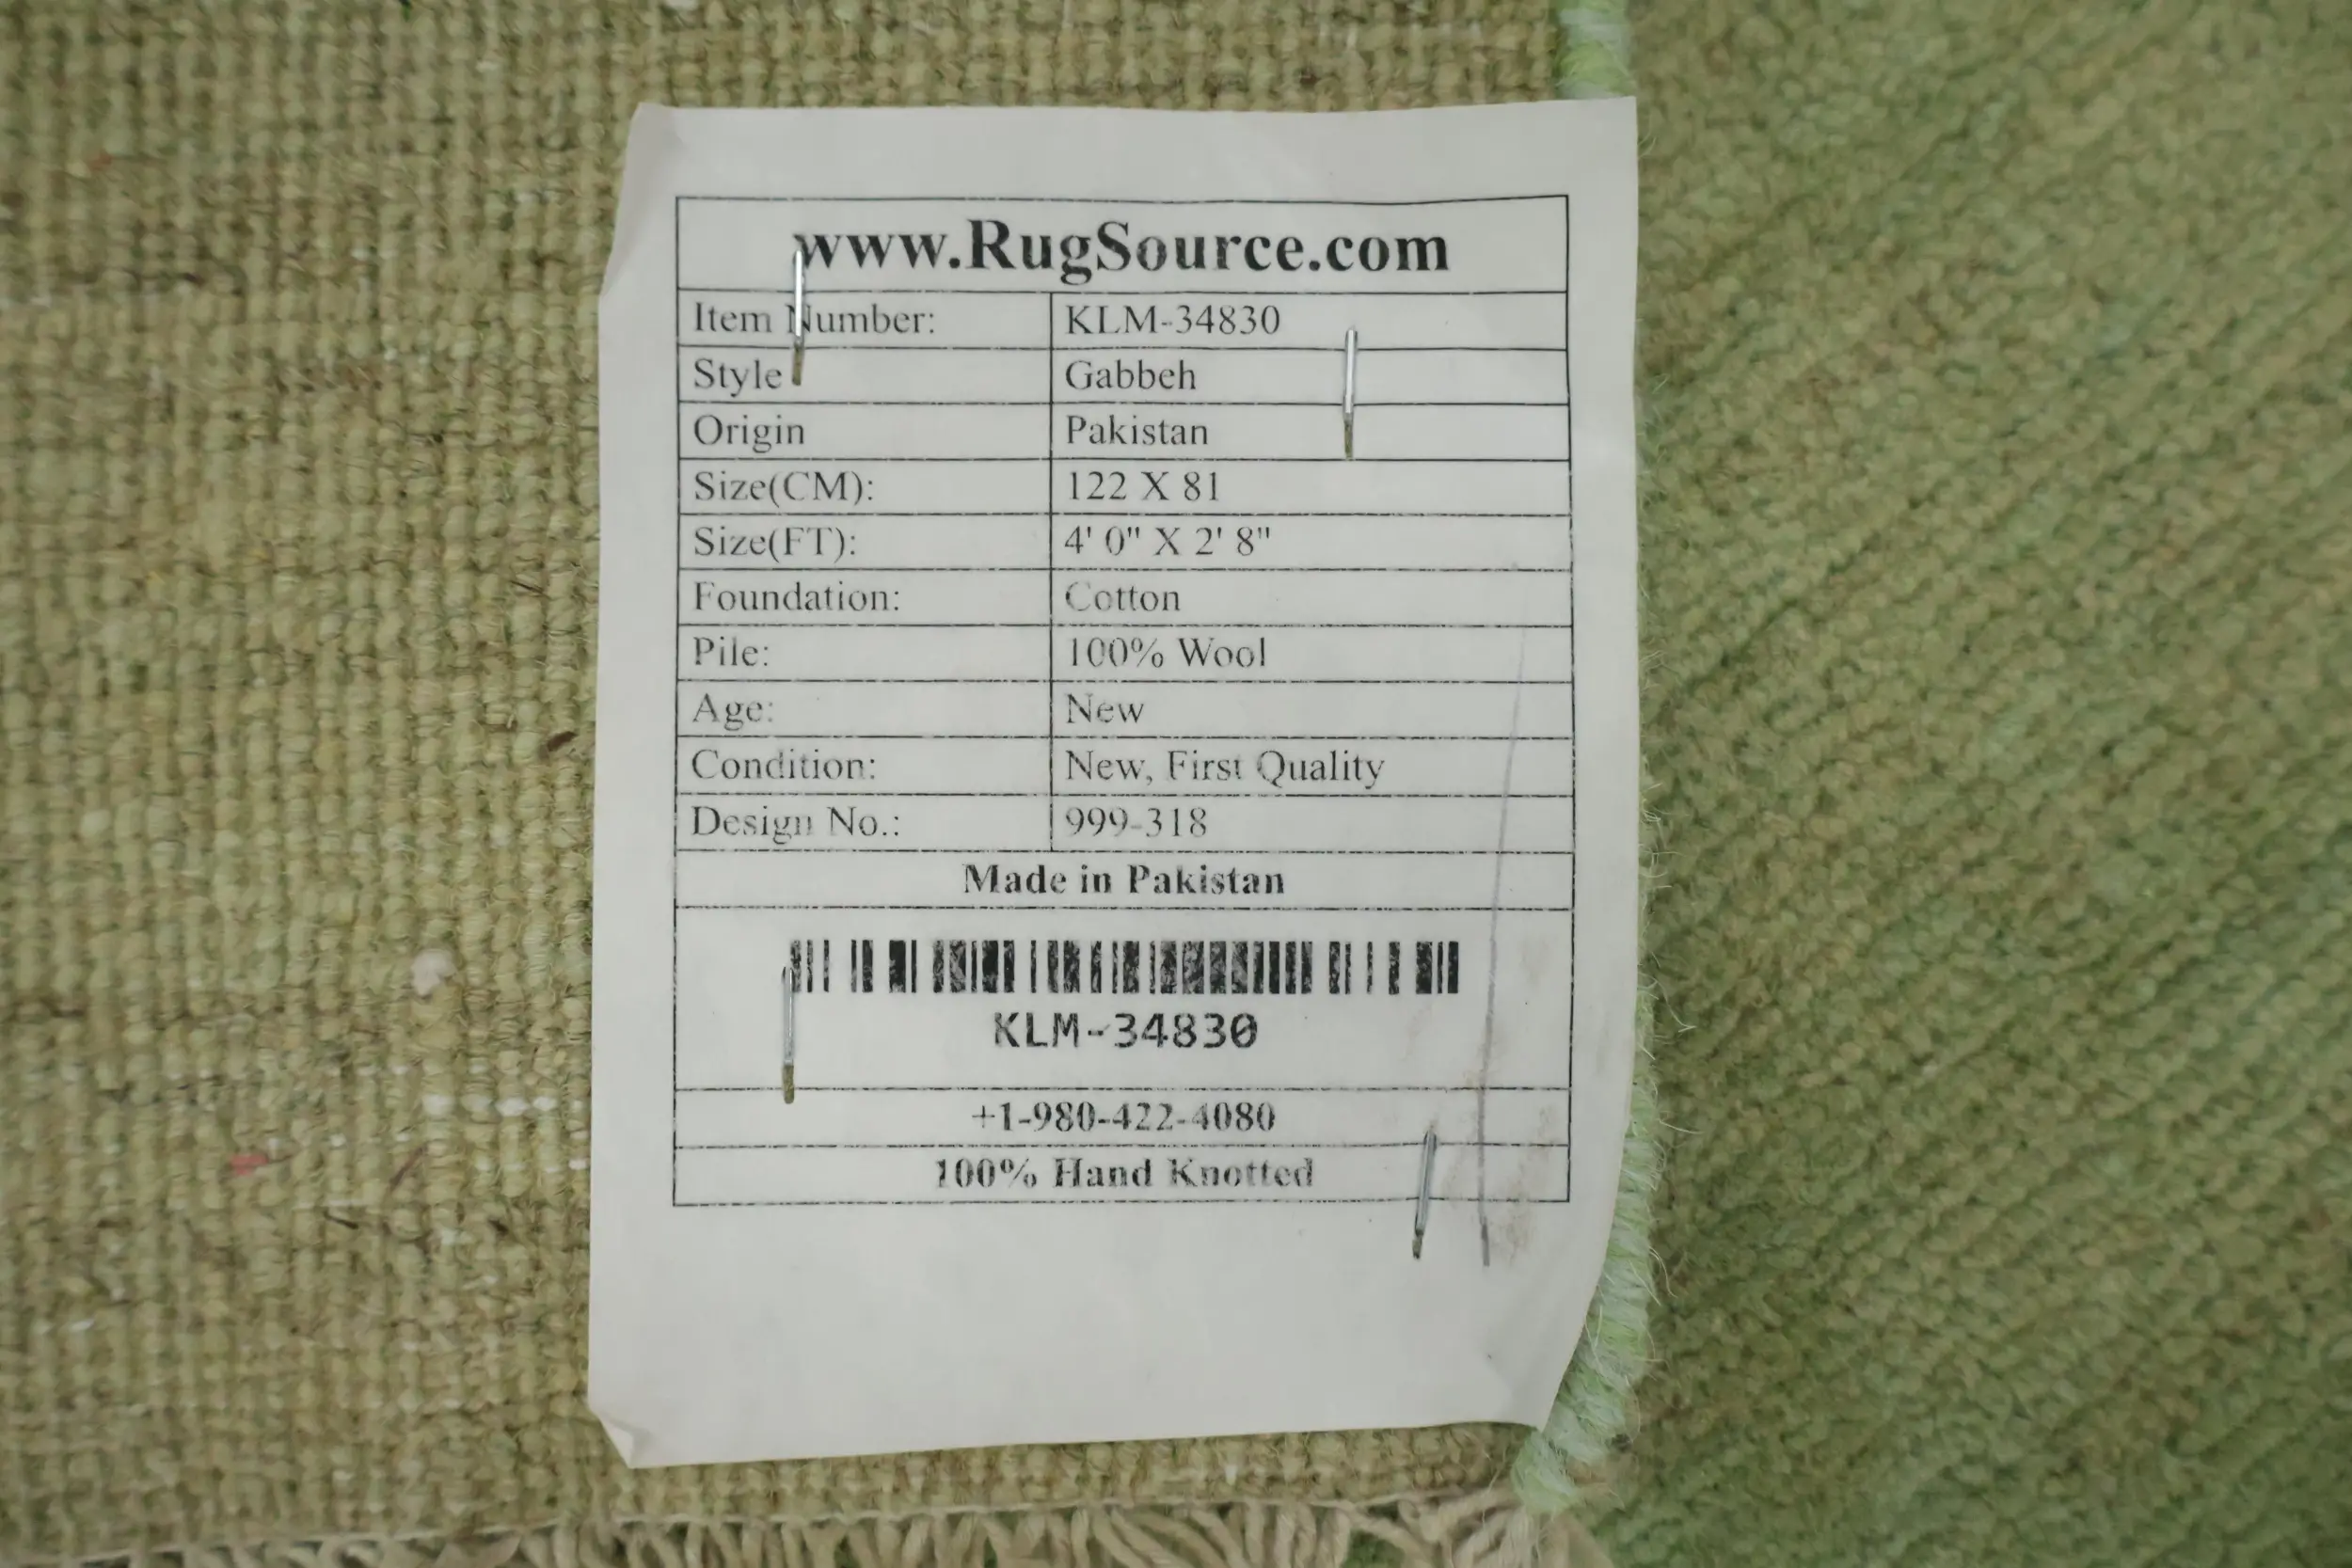 www.RugSource.com
Item Number: KLM-34830
Style Gabbeh
Origin Pakistan
Size(CM): 122 X 81
Size(FT): 4' 0" X 2' 8"
Foundation: Cotton
Pile: 100% Wool
Age: New
Condition: New, First Quality
Design No.: 999-318
Made in Pakistan
KLM-34830
+1-980-422-4080
100% Hand Knotted